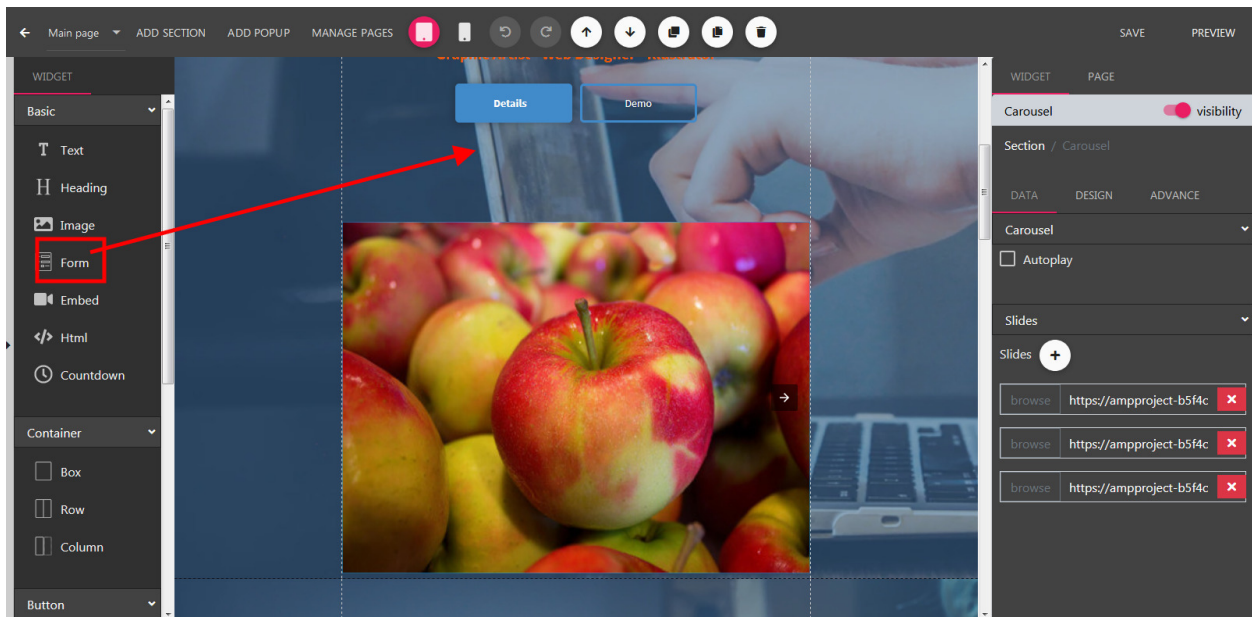 Main page ADD SECTION ADD POPUP MANAGE PAGES SAVE PREVIEW
WIDGET
Basic
Text
Heading
Image
Form
Embed
</> Html
Countdown
Container
Box
Row
Column
Button
Web Designer
Details Demo
WIDGET PAGE
Carousel visibility
Section / Carousel
DATA DESIGN ADVANCE
Carousel
Autoplay
Slides
Slides +
browse https://ampproject-b5f4c
browse https://ampproject-b5f4c
browse https://ampproject-b5f4c